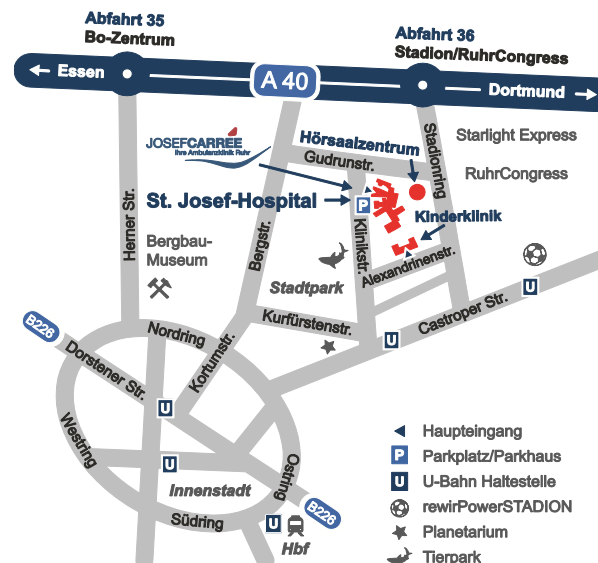 Abfahrt 35
Bo-Zentrum
Abfahrt 36
Stadion/RuhrCongress
Essen
A 40
Dortmund
JOSEFCARRÉE
Ihre Ambulanzklinik Ruhr
Hörsaalzentrum
Gudrunstr.
Stadionring
Starlight Express
RuhrCongress
St. Josef-Hospital
P
Kinderklinik
Herner Str.
Bergbau-
Museum
Bergstr.
Klinikstr.
Alexandrinenstr.
Stadtpark
U
Castroper Str.
Kurfürstenstr.
U
B226
Nordring
Dorstener Str.
Kortumstr.
U
Westring
U
Innenstadt
Ostring
Südring
B226
U
Hbf
Haupteingang
P Parkplatz/Parkhaus
U U-Bahn Haltestelle
rewirPowerSTADION
Planetarium
Tierpark